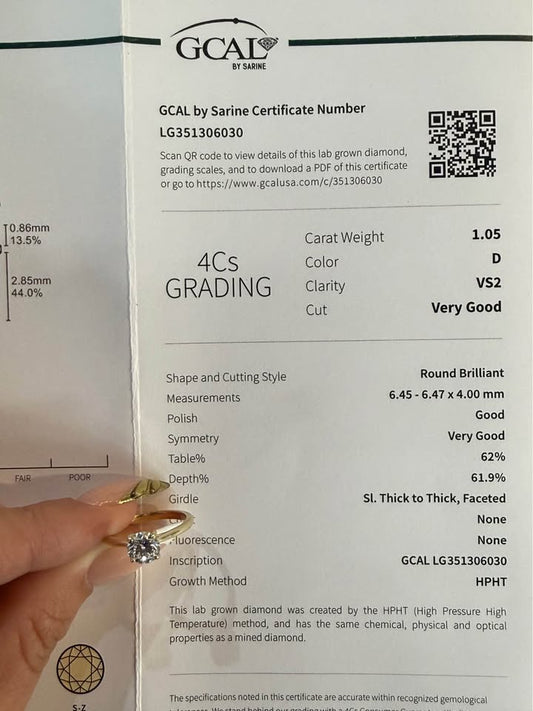 GCAL
BY SARINE
GCAL by Sarine Certificate Number
LG351306030
Scan QR code to view details of this lab grown diamond,
grading scales, and to download a PDF of this certificate
or go to https://www.gcalusa.com/c/351306030
0.86mm
13.5%
2.85mm
44.0%
4Cs
GRADING
Carat Weight 1.05
Color D
Clarity VS2
Cut Very Good
Shape and Cutting Style Round Brilliant
Measurements 6.45 - 6.47 x 4.00 mm
Polish Good
Symmetry Very Good
Table% 62%
Depth% 61.9%
Girdle Sl. Thick to Thick, Faceted
None
Fluorescence None
Inscription GCAL LG351306030
Growth Method HPHT
FAIR POOR
This lab grown diamond was created by the HPHT (High Pressure High
Temperature) method, and has the same chemical, physical and optical
properties as a mined diamond.
S-Z
The specifications noted in this certificate are accurate within recognized gemological